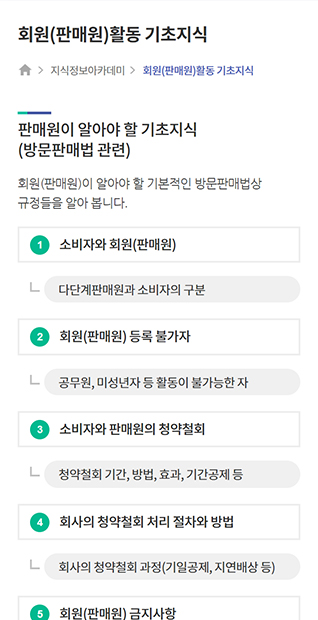 회원(판매원)활동 기초지식
지식정보아카데미 > 회원(판매원)활동 기초지식
판매원이 알아야 할 기초지식
(방문판매법 관련)
회원(판매원)이 알아야 할 기본적인 방문판매법상
규정들을 알아 봅니다.
1 소비자와 회원(판매원)
다단계판매원과 소비자의 구분
2 회원(판매원) 등록 불가자
공무원, 미성년자 등 활동이 불가능한 자
3 소비자와 판매원의 청약철회
청약철회 기간, 방법, 효과, 기간공제 등
4 회사의 청약철회 처리 절차와 방법
회사의 청약철회 과정(기일공제, 지연배상 등)
5 회원(판매원) 금지사항